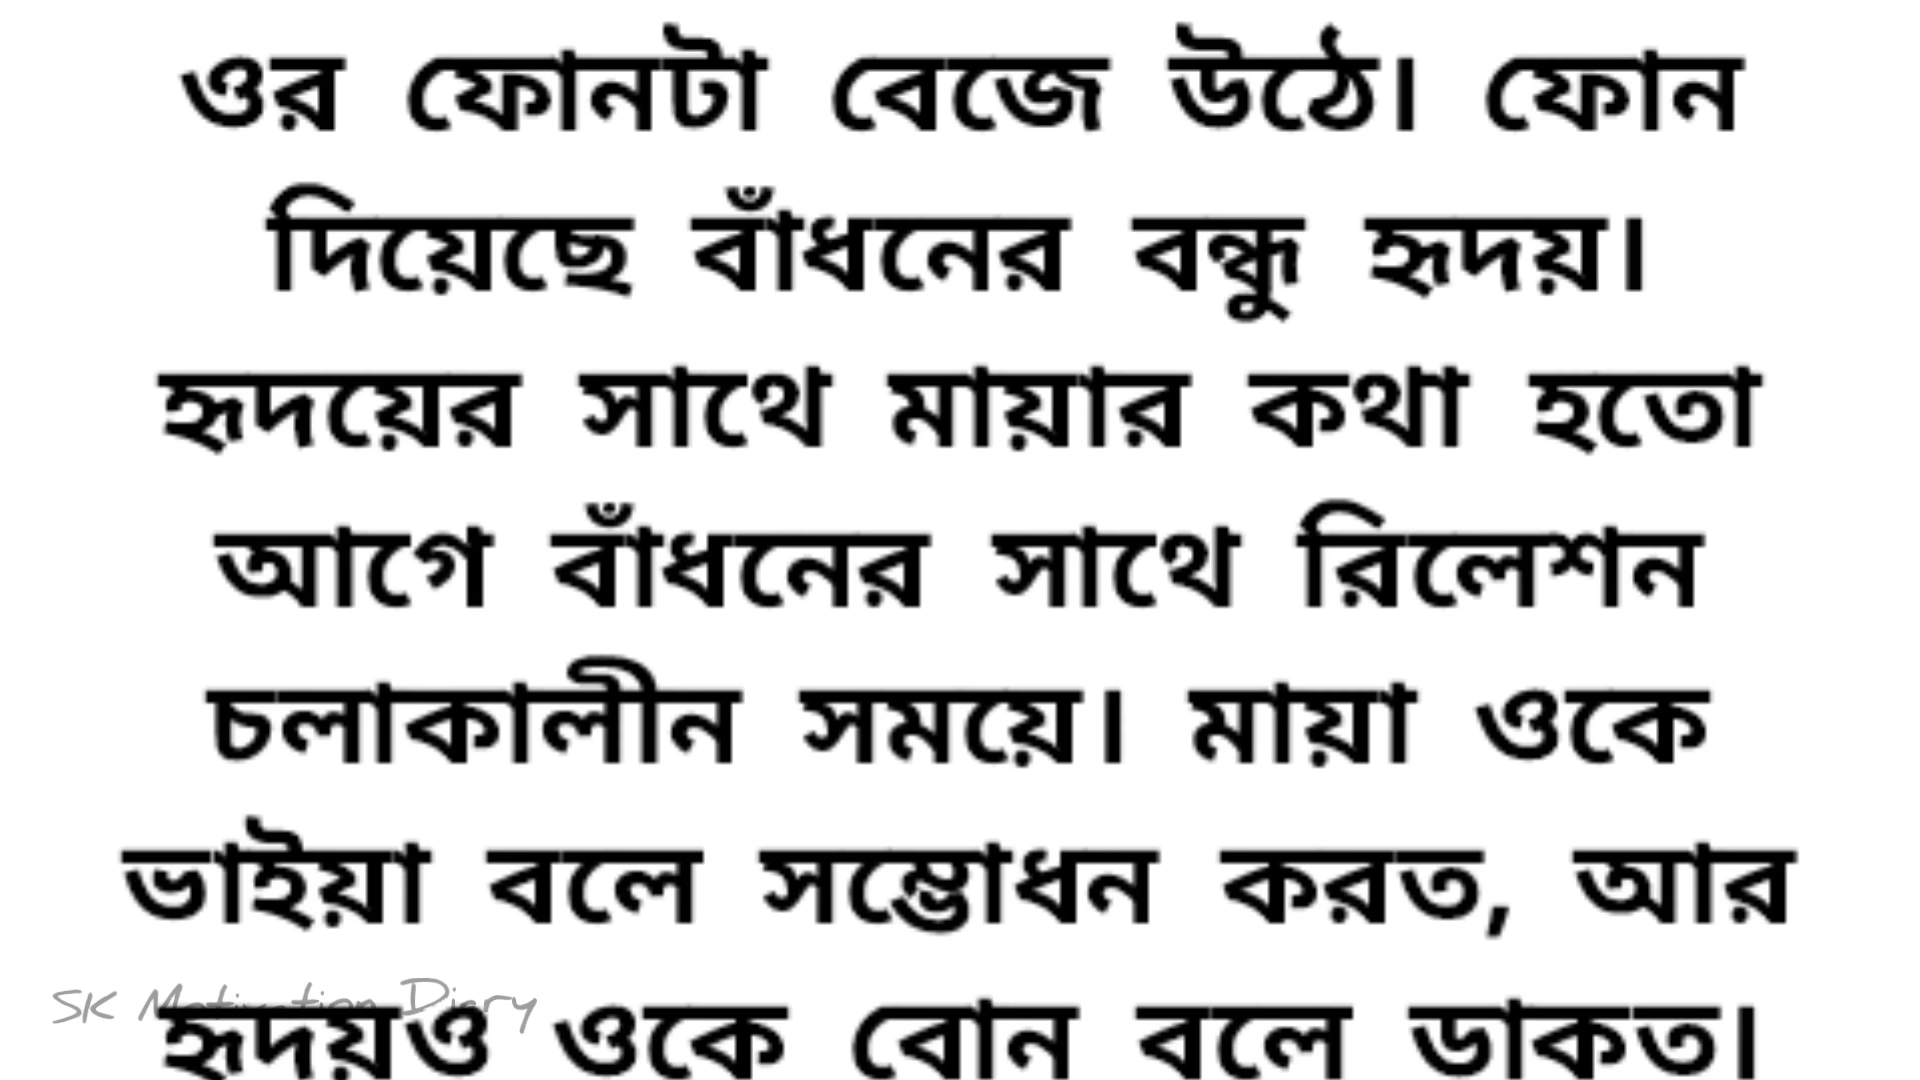 ওর ফোনটা বেজে উঠে। ফোন
দিয়েছে বাঁধনের বন্ধু হৃদয়।
হৃদয়ের সাথে মায়ার কথা হতো
আগে বাঁধনের সাথে রিলেশন
চলাকালীন সময়ে। মায়া ওকে
ভাইয়া বলে সম্ভোধন করত, আর
হৃদয়ও ওকে বোন বলে ডাকত।
SK Motivation Diary